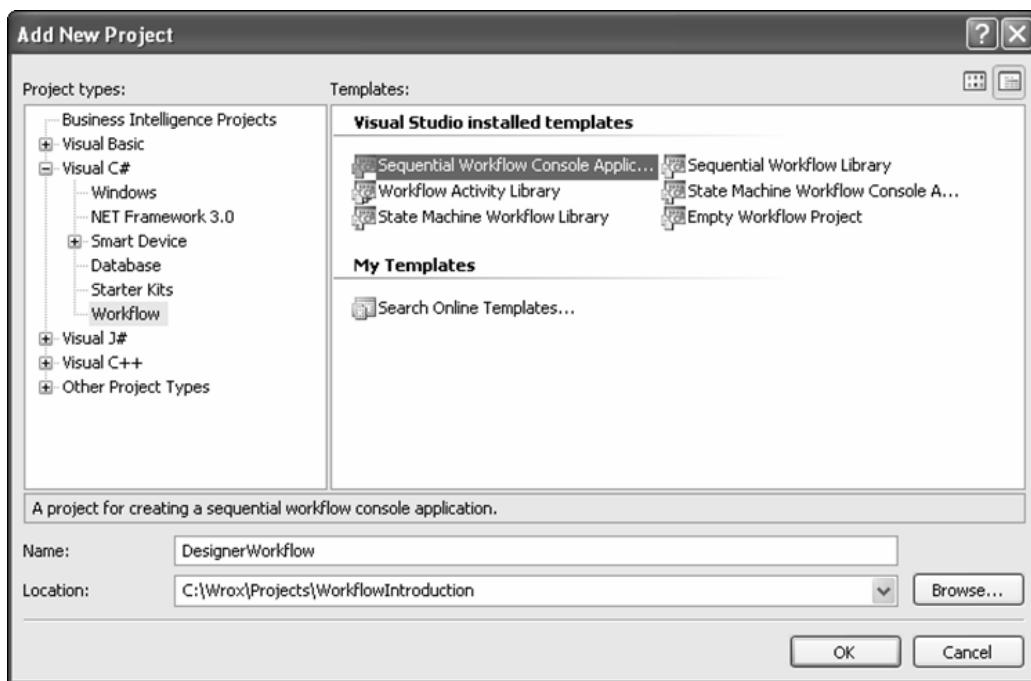 Add New Project
Project types:
Templates:
Business Intelligence Projects
Visual Basic
Visual C#
Windows
NET Framework 3.0
Smart Device
Database
Starter Kits
Workflow
Visual J#
Visual C++
Other Project Types
Visual Studio installed templates
Sequential Workflow Console Applic...
Sequential Workflow Library
Workflow Activity Library
State Machine Workflow Console A...
State Machine Workflow Library
Empty Workflow Project
My Templates
Search Online Templates...
A project for creating a sequential workflow console application.
Name:
DesignerWorkflow
Location:
C:\Wrox\Projects\WorkflowIntroduction
Browse...
OK
Cancel